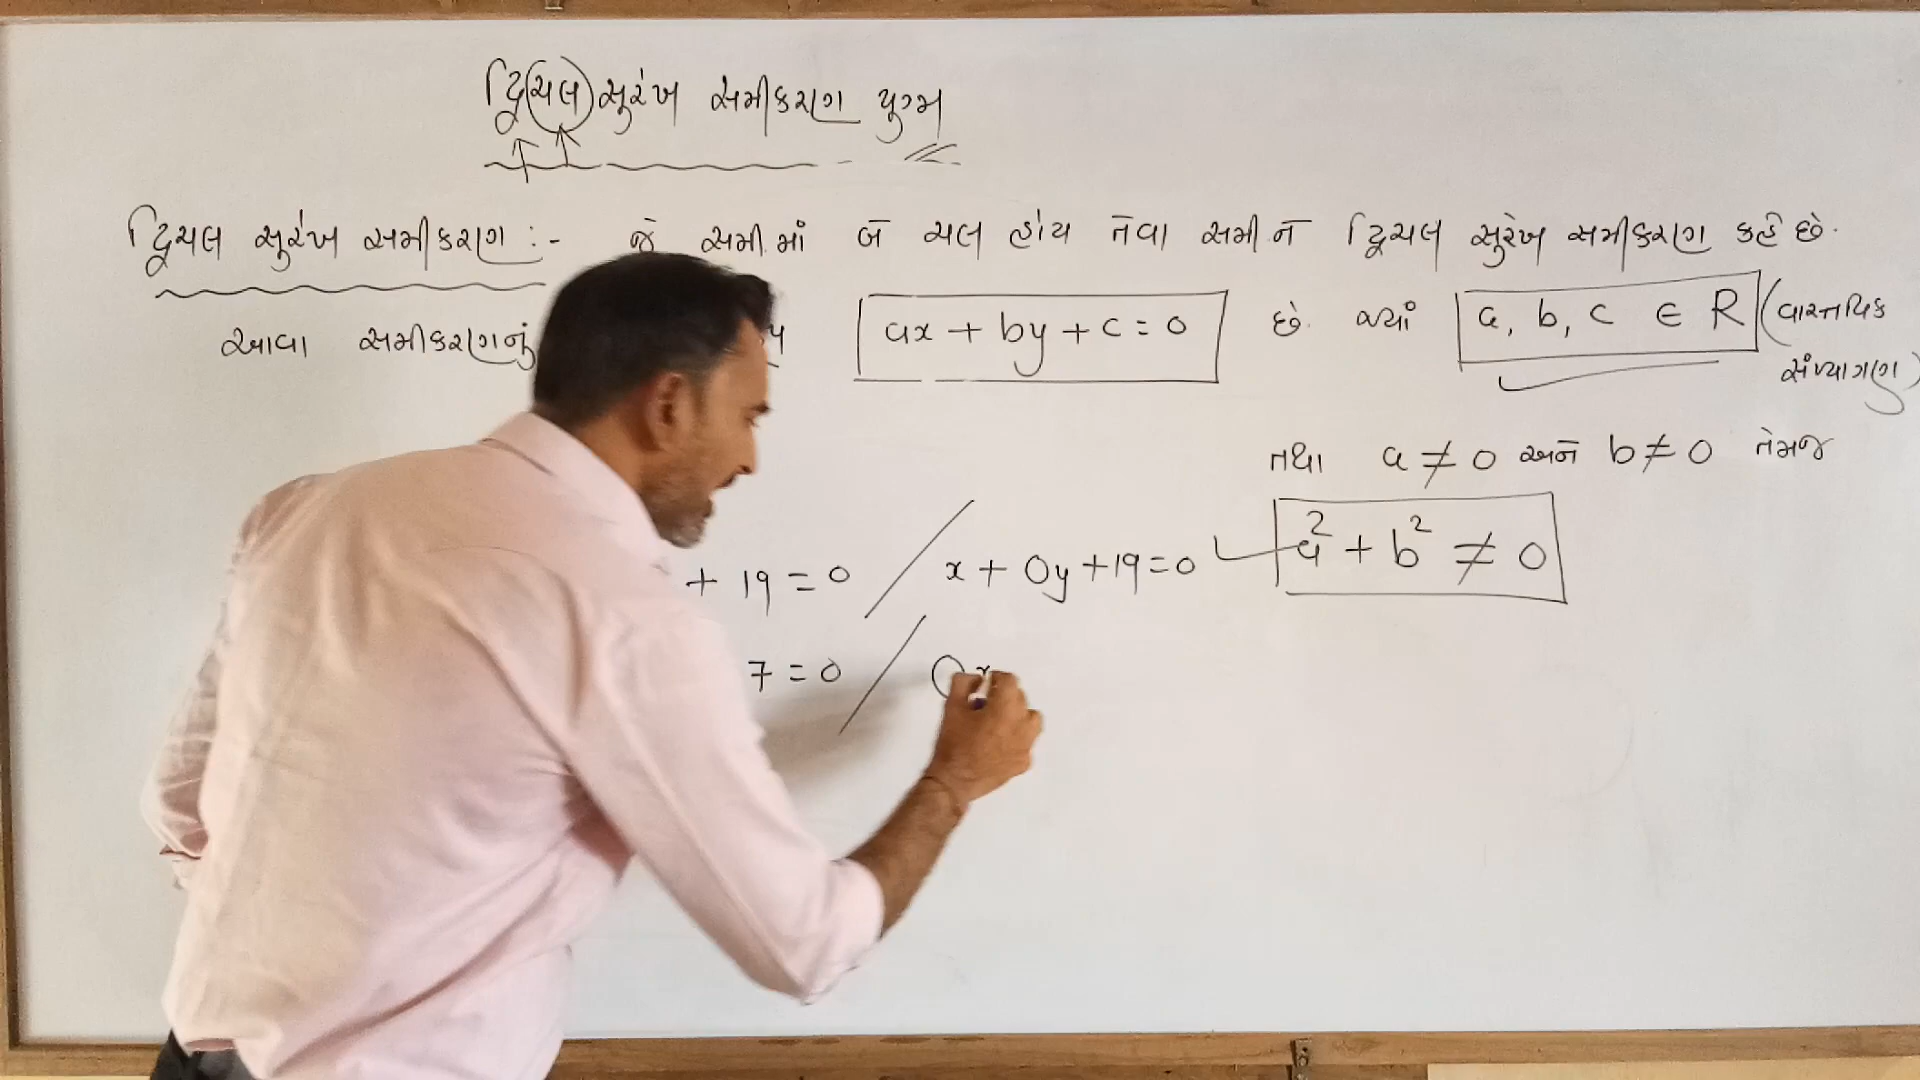 દ્વિચલ સુરેખ સમીકરણ યુગ્મ
દ્વિચલ સુરેખ સમીકરણ :- જે સમી.માં બે ચલ હોય તેવા સમી.ને દ્વિચલ સુરેખ સમીકરણ કહે છે.
આવા સમીકરણનું ax + by + c = 0 છે. જ્યાં a, b, c ∈ R (વાસ્તવિક
સંખ્યાગણ)
તથા a ≠ 0 અને b ≠ 0 તેમજ
+ 19 = 0 / x + 0y + 19 = 0 a² + b² ≠ 0
7 = 0 / 0x